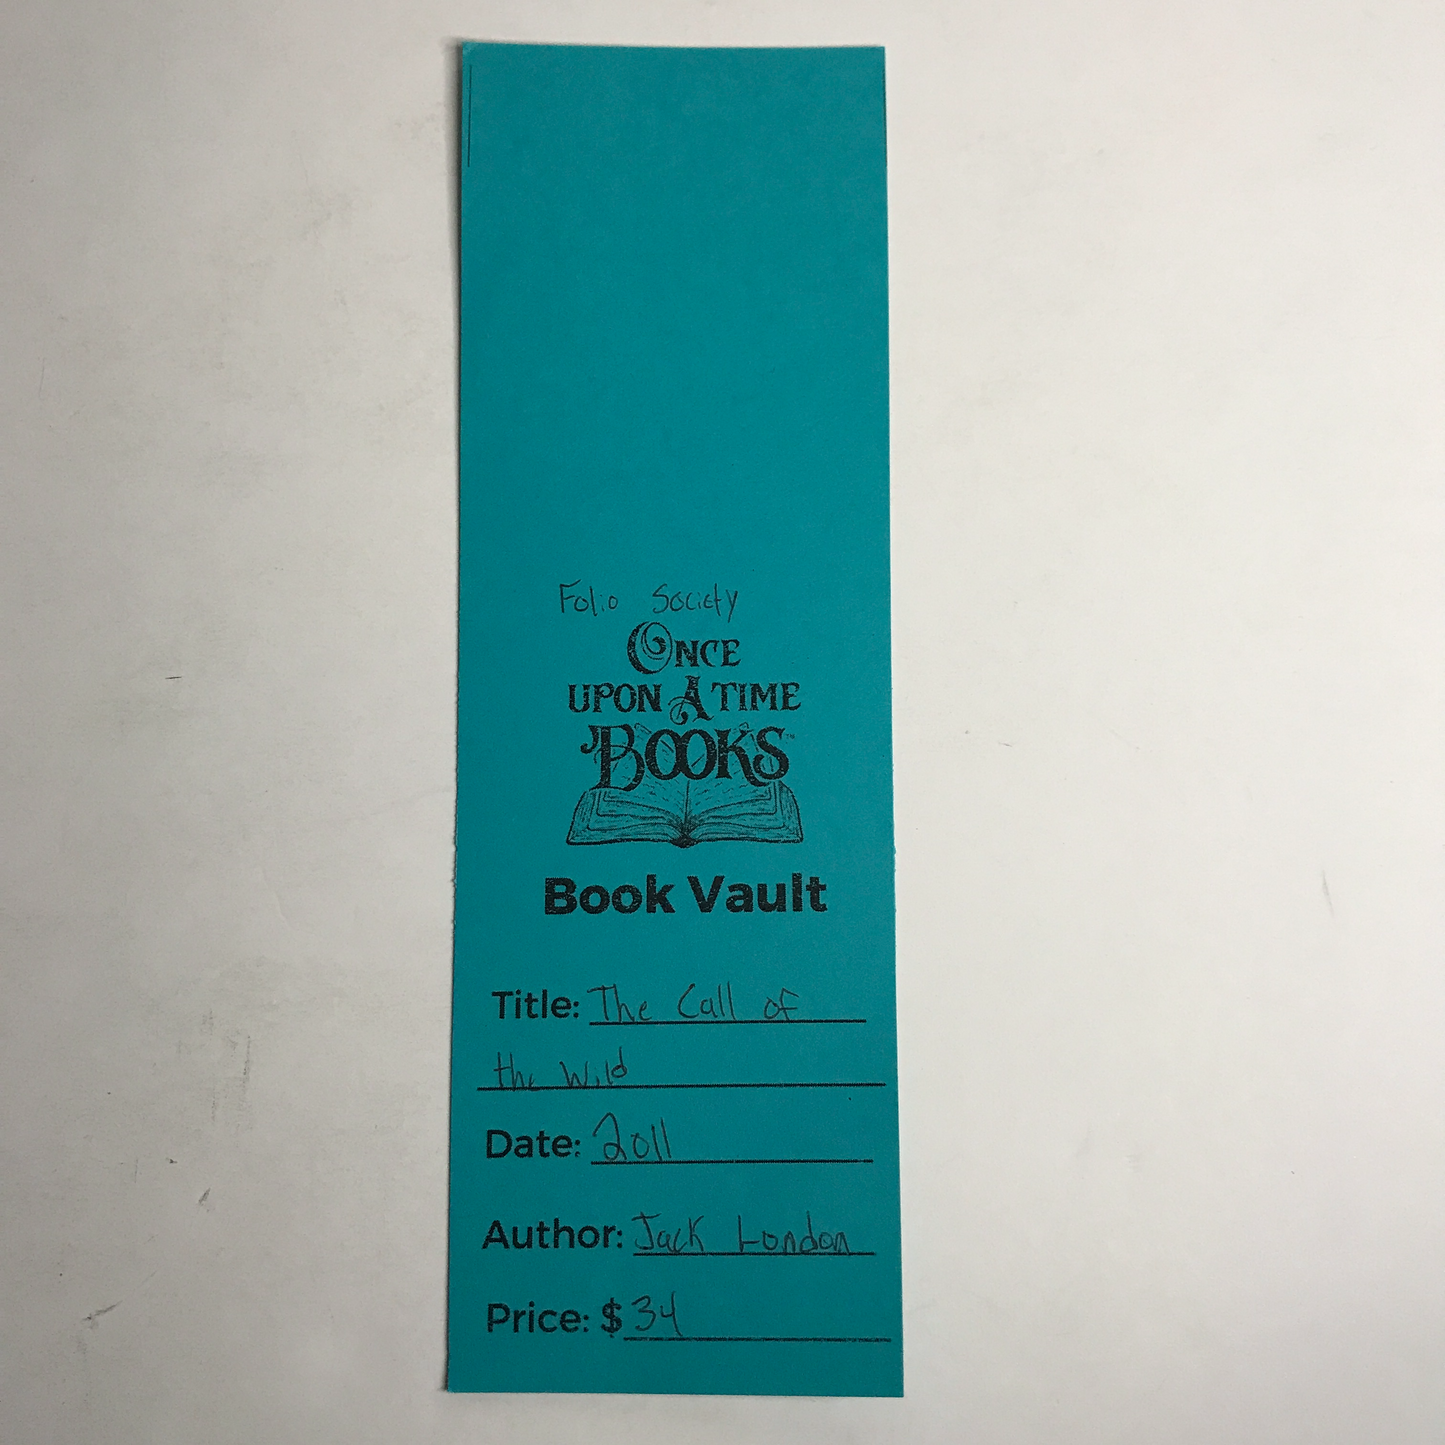 Folio Society
ONCE
UPON A TIME
BOOKS
Book Vault
Title: The Call of
the Wild
Date: 2011
Author: Jack London
Price: $34